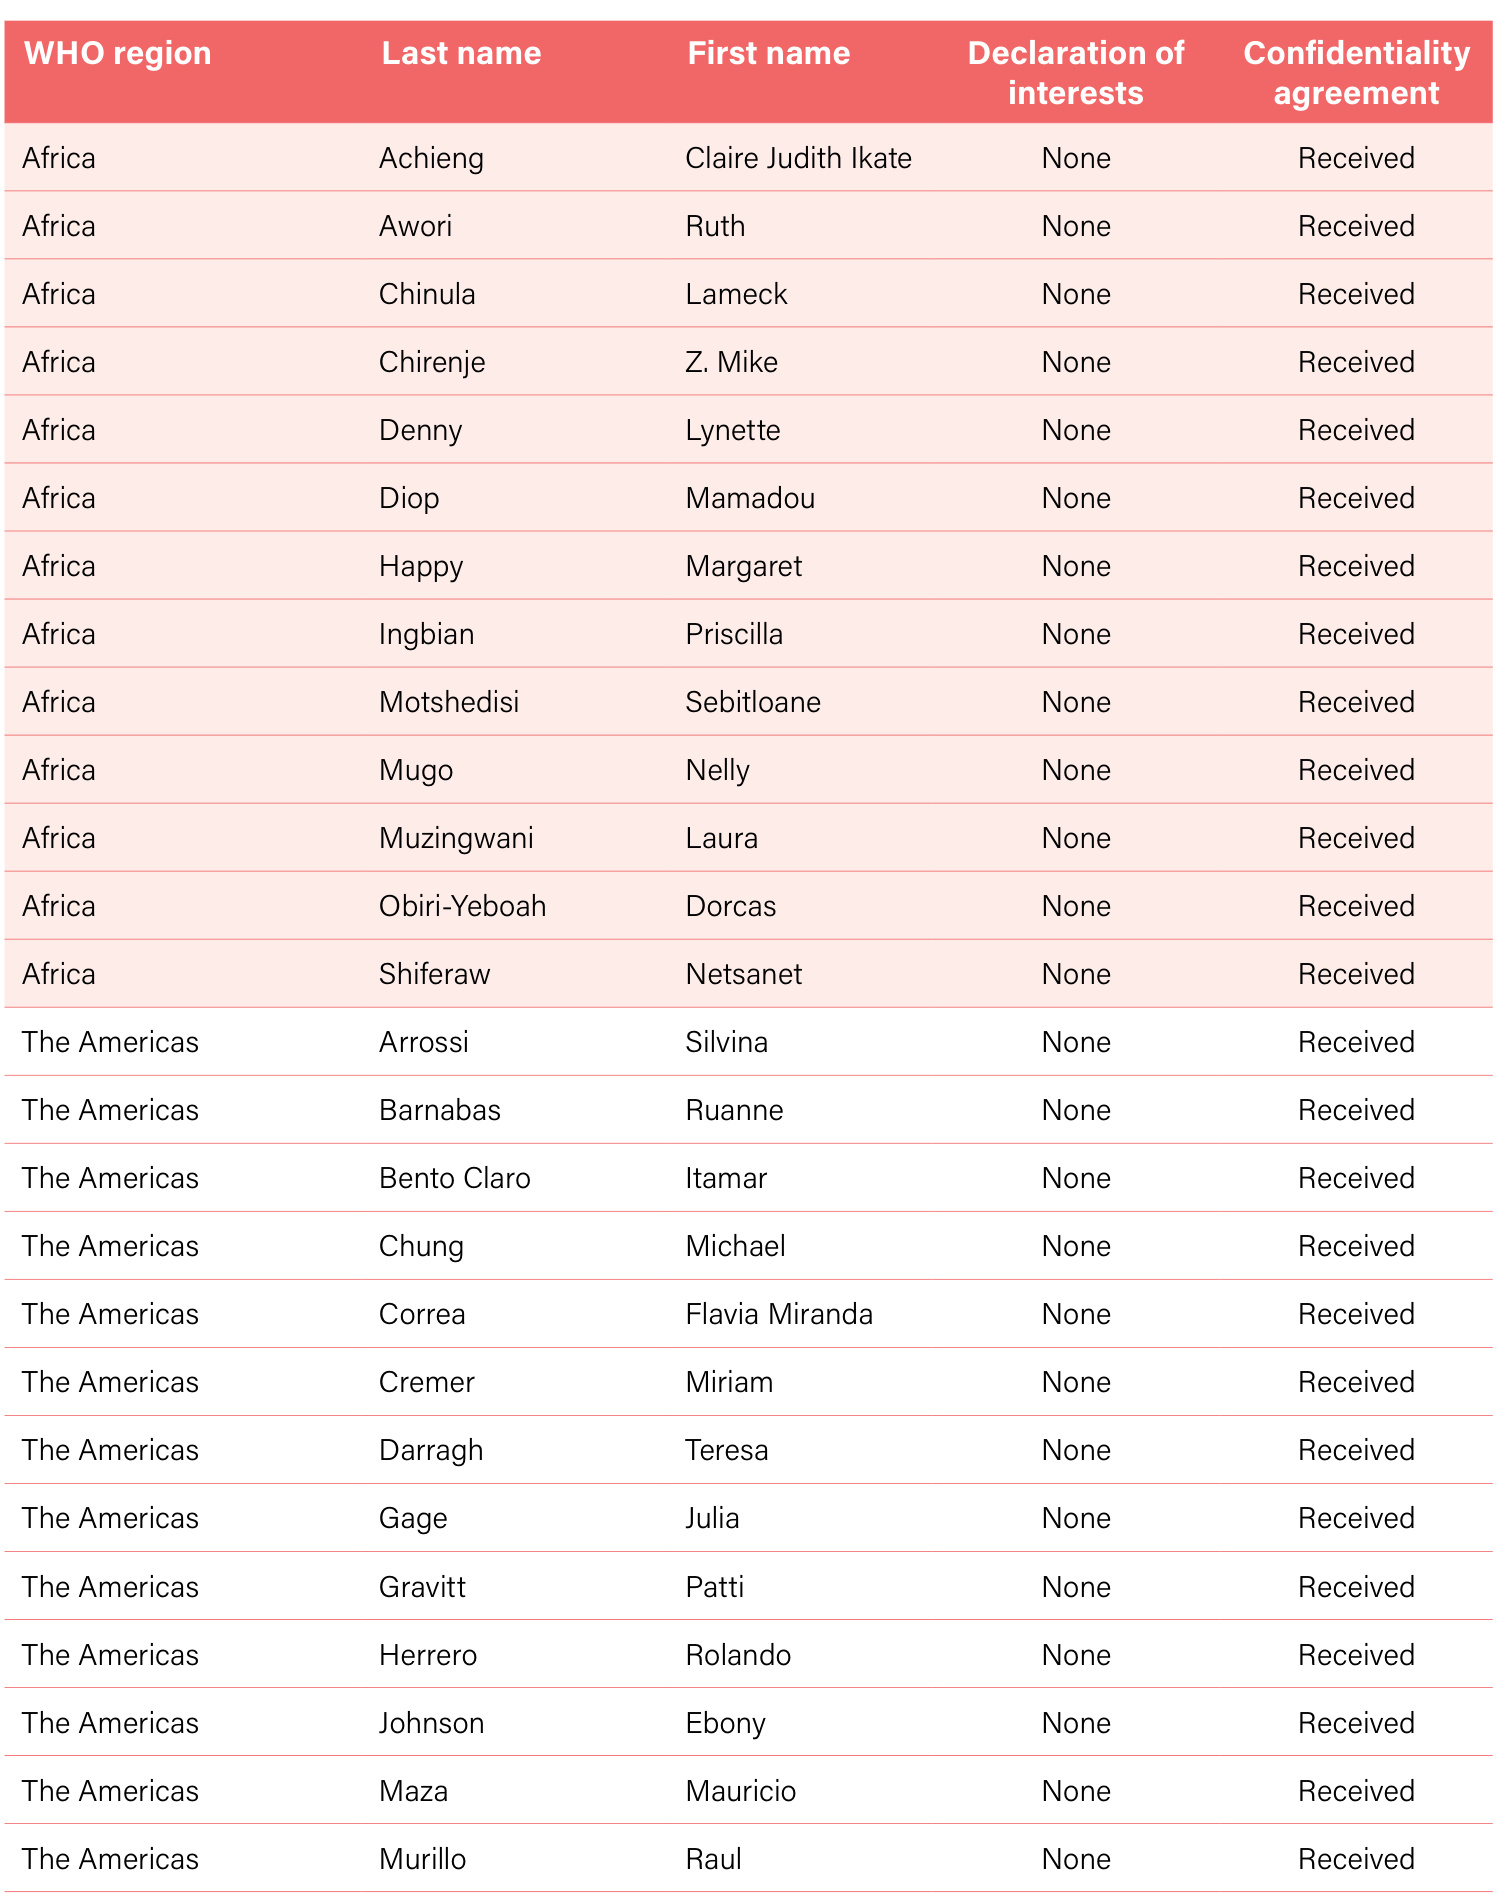 WHO region Last name First name Declaration of interests Confidentiality agreement
Africa Achieng Claire Judith Ikate None Received
Africa Awori Ruth None Received
Africa Chinula Lameck None Received
Africa Chirenje Z. Mike None Received
Africa Denny Lynette None Received
Africa Diop Mamadou None Received
Africa Happy Margaret None Received
Africa Ingbian Priscilla None Received
Africa Motshedisi Sebitloane None Received
Africa Mugo Nelly None Received
Africa Muzingwani Laura None Received
Africa Obiri-Yeboah Dorcas None Received
Africa Shiferaw Netsanet None Received
The Americas Arrossi Silvina None Received
The Americas Barnabas Ruanne None Received
The Americas Bento Claro Itamar None Received
The Americas Chung Michael None Received
The Americas Correa Flavia Miranda None Received
The Americas Cremer Miriam None Received
The Americas Darragh Teresa None Received
The Americas Gage Julia None Received
The Americas Gravitt Patti None Received
The Americas Herrero Rolando None Received
The Americas Johnson Ebony None Received
The Americas Maza Mauricio None Received
The Americas Murillo Raul None Received